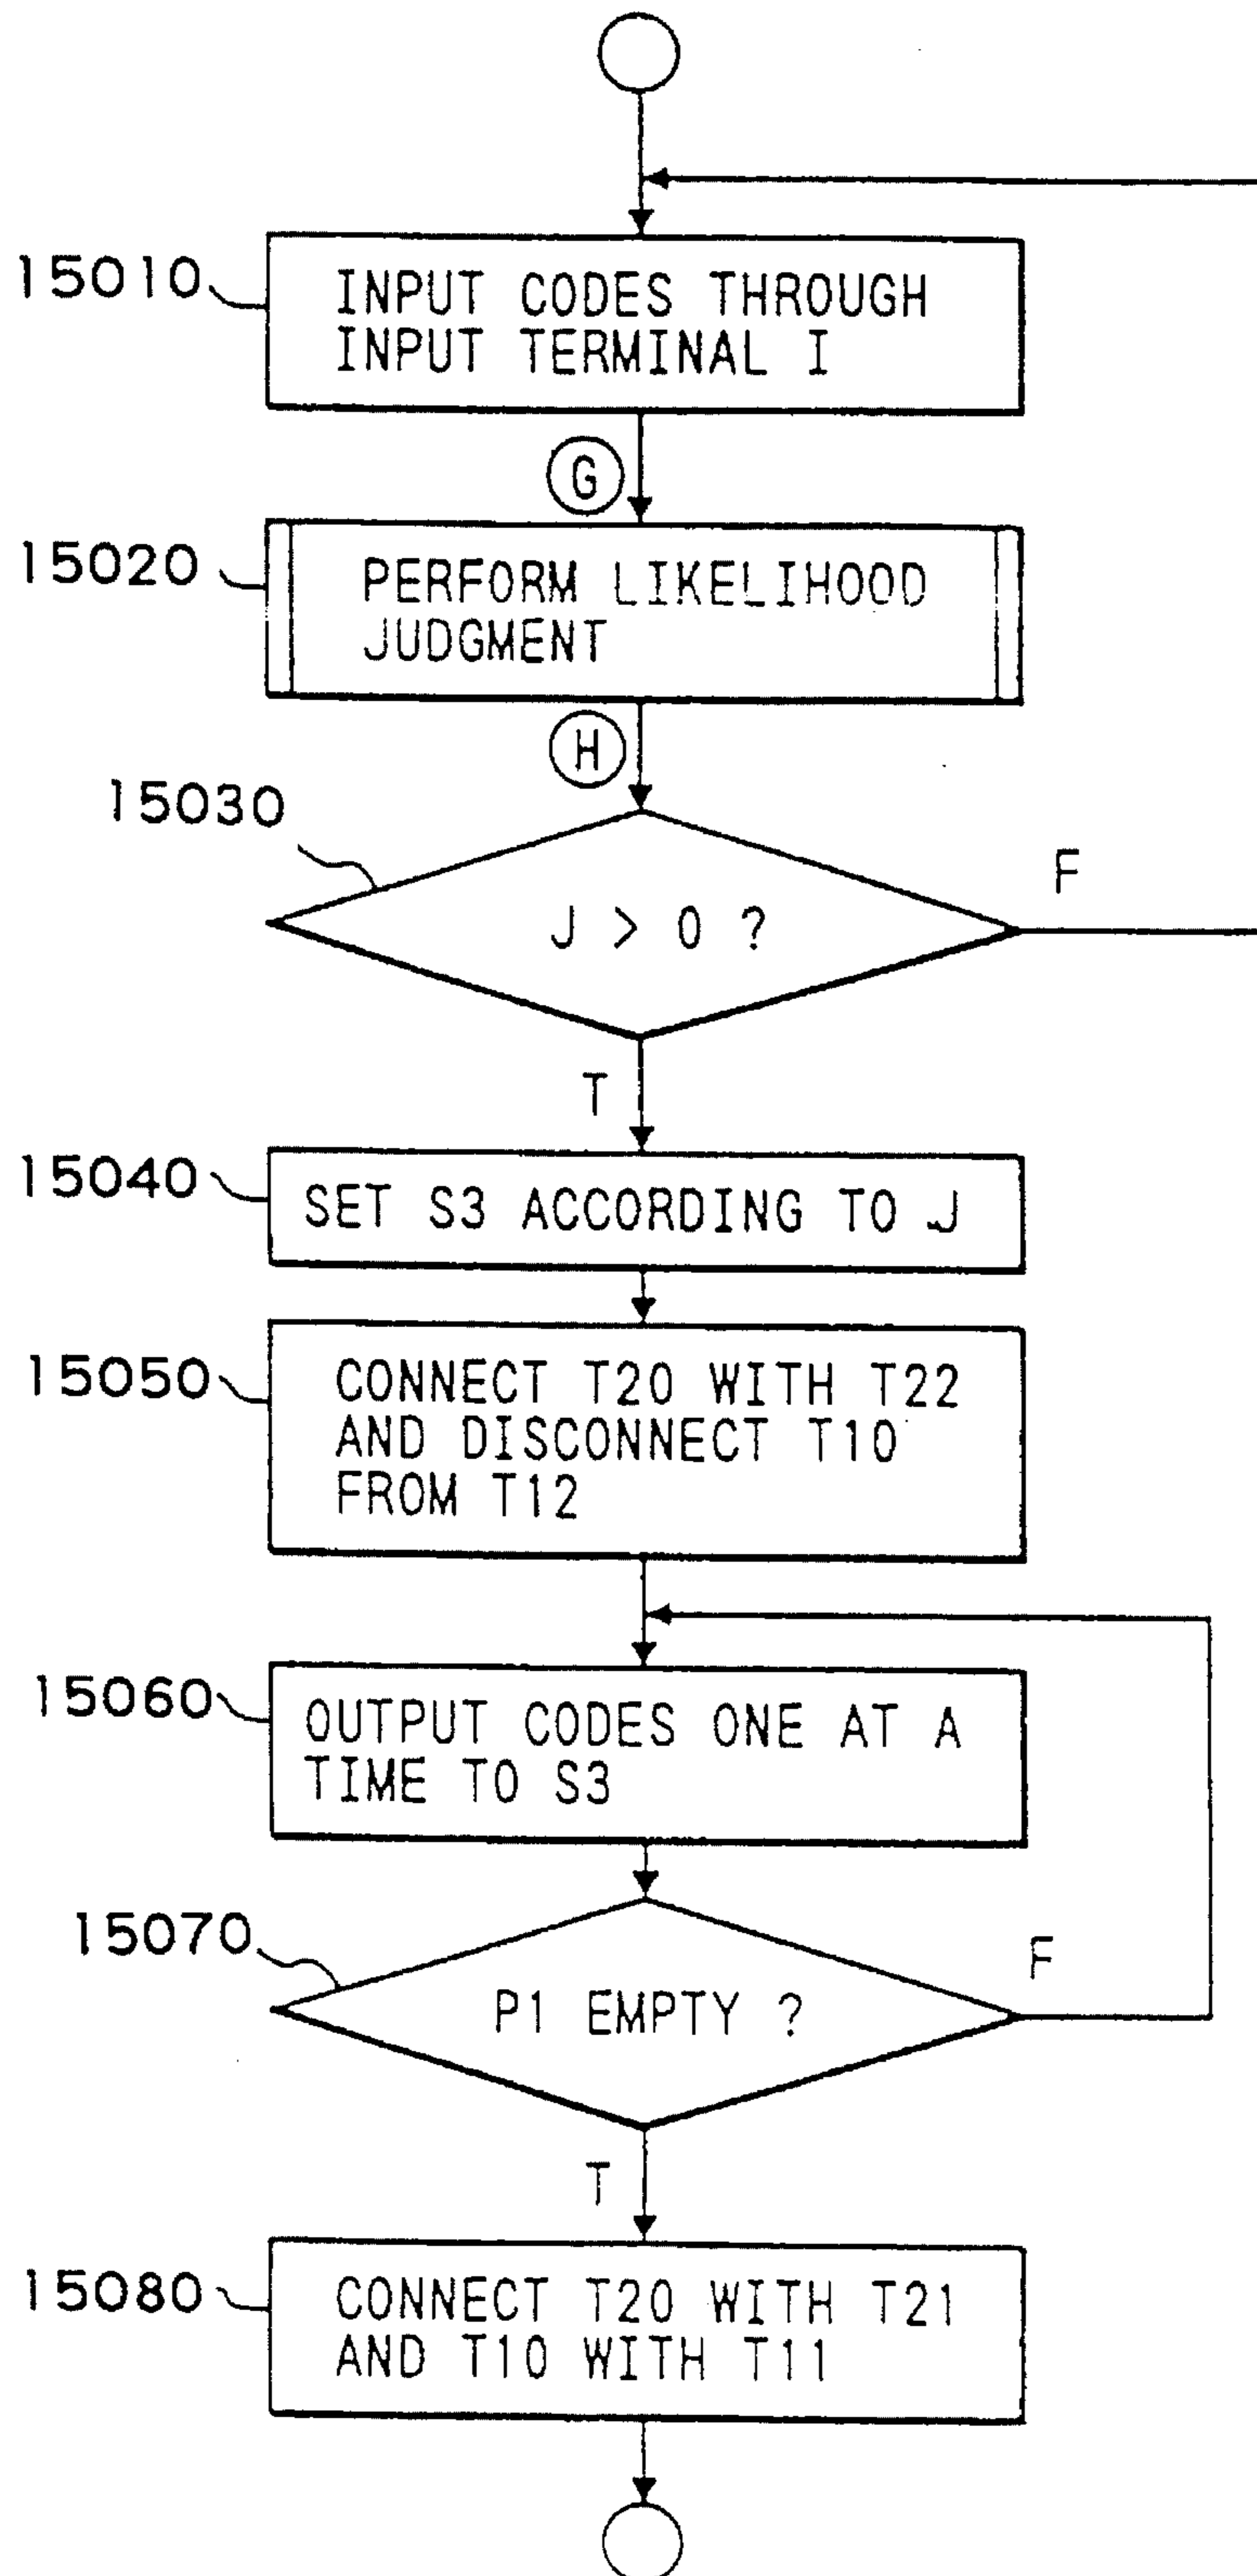 15010
INPUT CODES THROUGH
INPUT TERMINAL I
G
15020
PERFORM LIKELIHOOD
JUDGMENT
H
15030
J > 0 ?
F
T
15040
SET S3 ACCORDING TO J
15050
CONNECT T20 WITH T22
AND DISCONNECT T10
FROM T12
15060
OUTPUT CODES ONE AT A
TIME TO S3
15070
P1 EMPTY ?
F
T
15080
CONNECT T20 WITH T21
AND T10 WITH T11